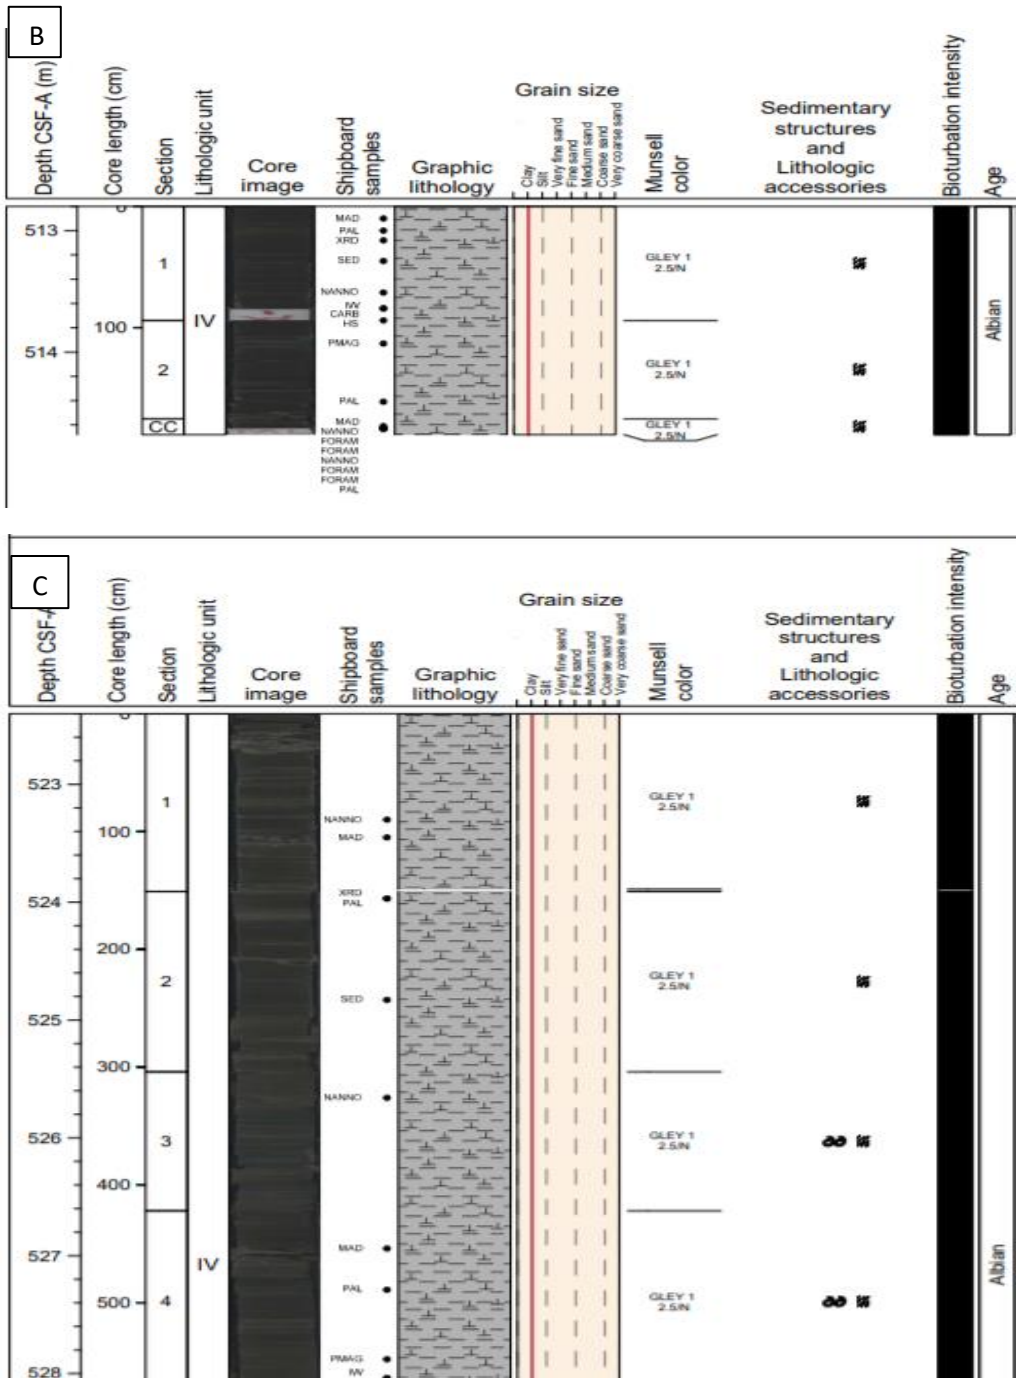 B
Depth CSF-A (m)
Core length (cm)
Section
Lithologic unit
Core
image
Shipboard
samples
Graphic
lithology
Grain size
Clay
Silt
Very fine sand
Fine sand
Medium sand
Coarse sand
Very coarse sand
Munsell
color
Sedimentary
structures
and
Lithologic
accessories
Bioturbation intensity
Age
0
513
1
100
IV
514
2
CC
MAD
PAL
XRD
SED
NANNO
IW
CARB
HS
PMAG
PAL
MAD
NANNO
FORAM
FORAM
NANNO
FORAM
FORAM
PAL
GLEY 1
2.5/N
GLEY 1
2.5/N
GLEY 1
2.5/N
Albian
C
Depth CSF-A
Core length (cm)
Section
Lithologic unit
Core
image
Shipboard
samples
Graphic
lithology
Grain size
Clay
Silt
Very fine sand
Fine sand
Medium sand
Coarse sand
Very coarse sand
Munsell
color
Sedimentary
structures
and
Lithologic
accessories
Bioturbation intensity
Age
0
523
1
100
524
200
2
525
300
526
3
400
527
IV
500
4
528
NANNO
MAD
XRD
PAL
SED
NANNO
MAD
PAL
PMAG
IW
GLEY 1
2.5/N
GLEY 1
2.5/N
GLEY 1
2.5/N
GLEY 1
2.5/N
Albian